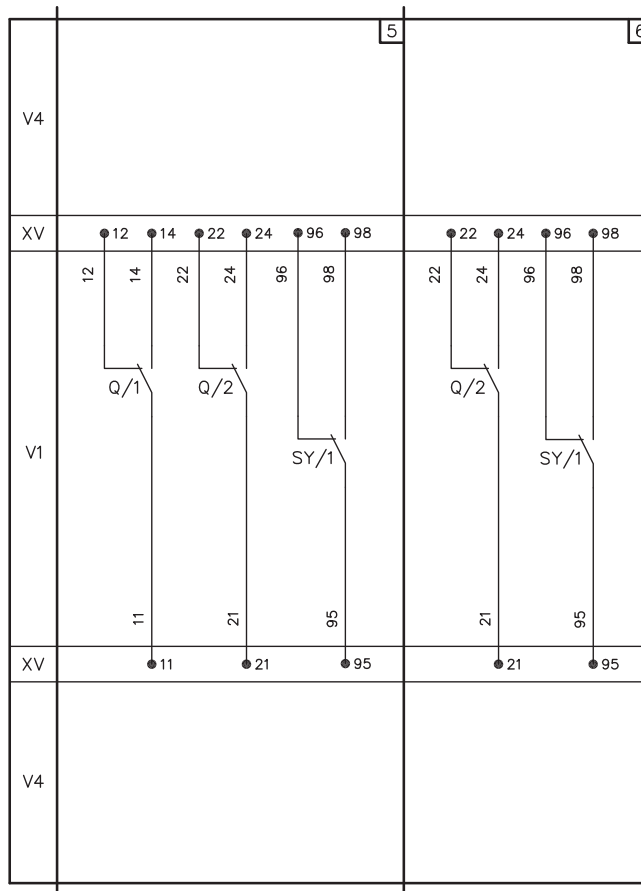 5 6
V4
XV 12 14 22 24 96 98 22 24 96 98
12 14 22 24 96 98 22 24 96 98
Q/1 Q/2 Q/2
V1 SY/1 SY/1
11 21 95 21 95
XV 11 21 95 21 95
V4